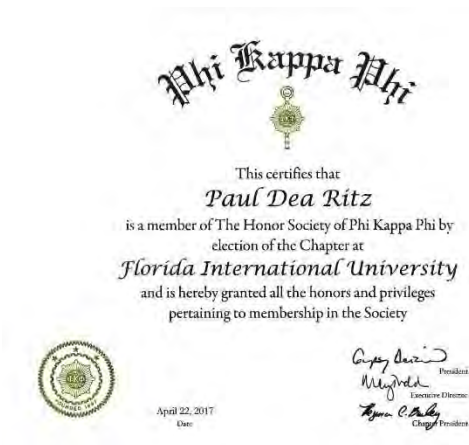 Phi Kappa Phi
This certifies that
Paul Dea Ritz
is a member of The Honor Society of Phi Kappa Phi by
election of the Chapter at
Florida International University
and is hereby granted all the honors and privileges
pertaining to membership in the Society
President
Executive Director
April 22, 2017
Date
Chapter President
FOUNDED 1897